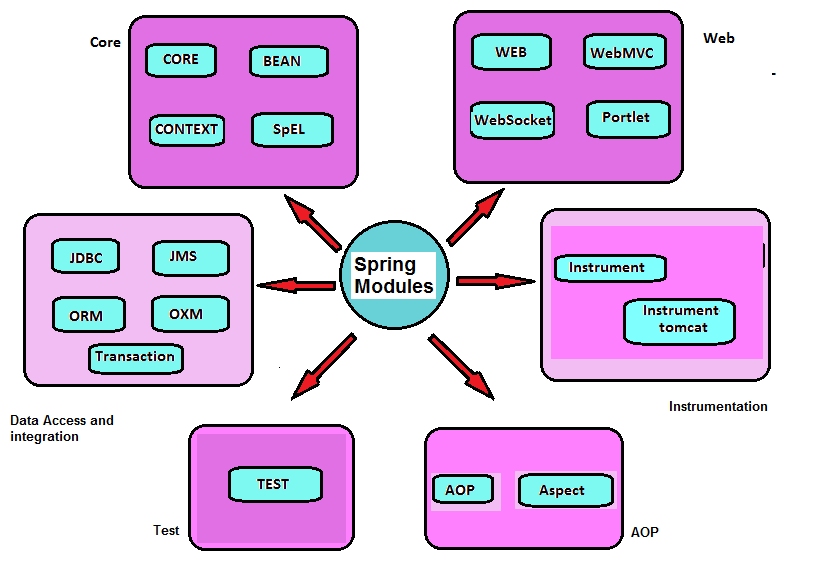 Core
CORE
BEAN
CONTEXT
SpEL
Web
WEB
WebMVC
WebSocket
Portlet
Spring
Modules
JDBC
JMS
ORM
OXM
Transaction
Data Access and
integration
Instrument
Instrument
tomcat
Instrumentation
TEST
Test
AOP
Aspect
AOP